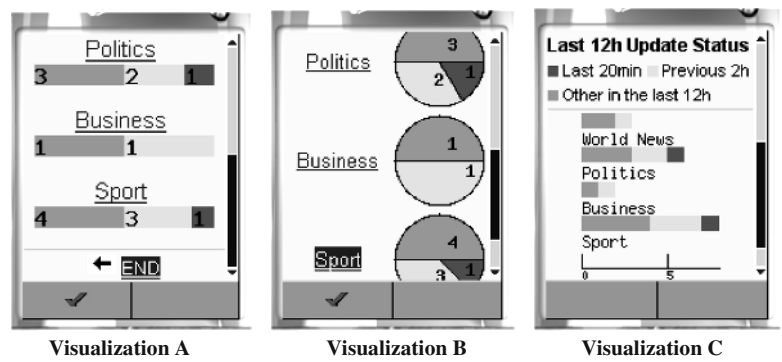 Politics
3 2 1
Business
1 1
Sport
4 3 1
END
Visualization A
Politics
3
2 1
Business
1
1
Sport
4
3 1
Visualization B
Last 12h Update Status
Last 20min Previous 2h
Other in the last 12h
World News
Politics
Business
Sport
0 5
Visualization C